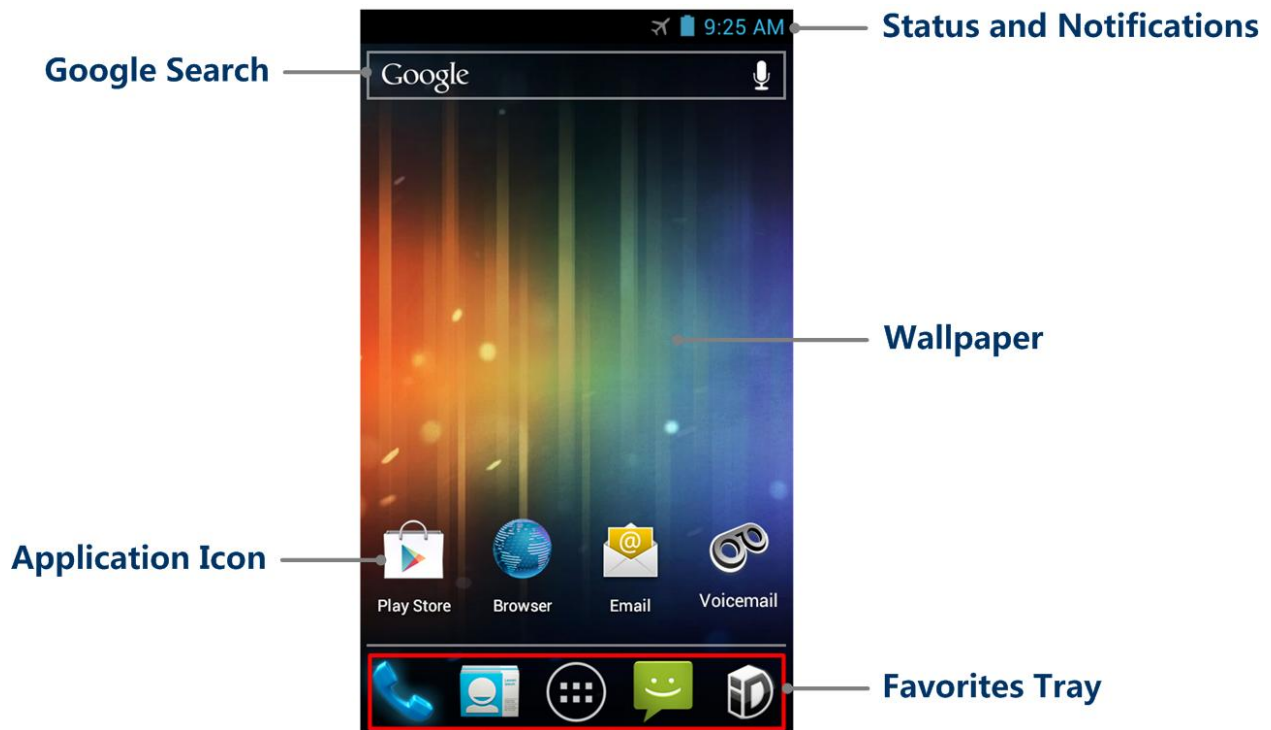 9:25 AM
Status and Notifications
Google Search
Google
Wallpaper
Application Icon
Play Store
Browser
Email
Voicemail
Favorites Tray
iD